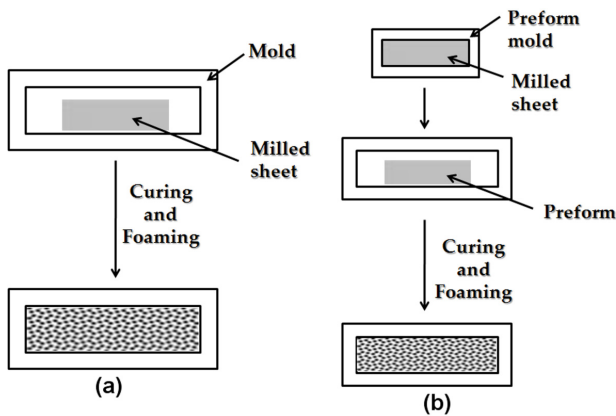 Mold
Milled
sheet
Curing
and
Foaming
(a)
Preform
mold
Milled
sheet
Preform
Curing
and
Foaming
(b)